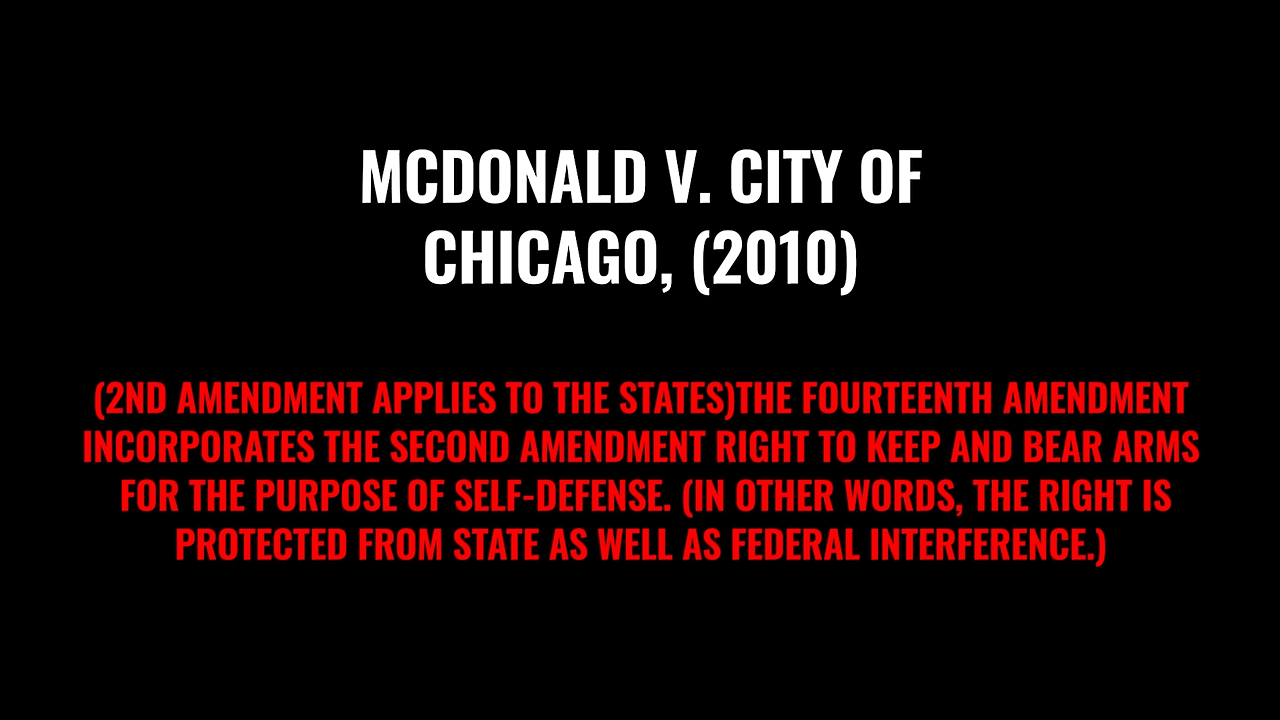 MCDONALD V. CITY OF
CHICAGO, (2010)
(2ND AMENDMENT APPLIES TO THE STATES)THE FOURTEENTH AMENDMENT
INCORPORATES THE SECOND AMENDMENT RIGHT TO KEEP AND BEAR ARMS
FOR THE PURPOSE OF SELF-DEFENSE. (IN OTHER WORDS, THE RIGHT IS
PROTECTED FROM STATE AS WELL AS FEDERAL INTERFERENCE.)